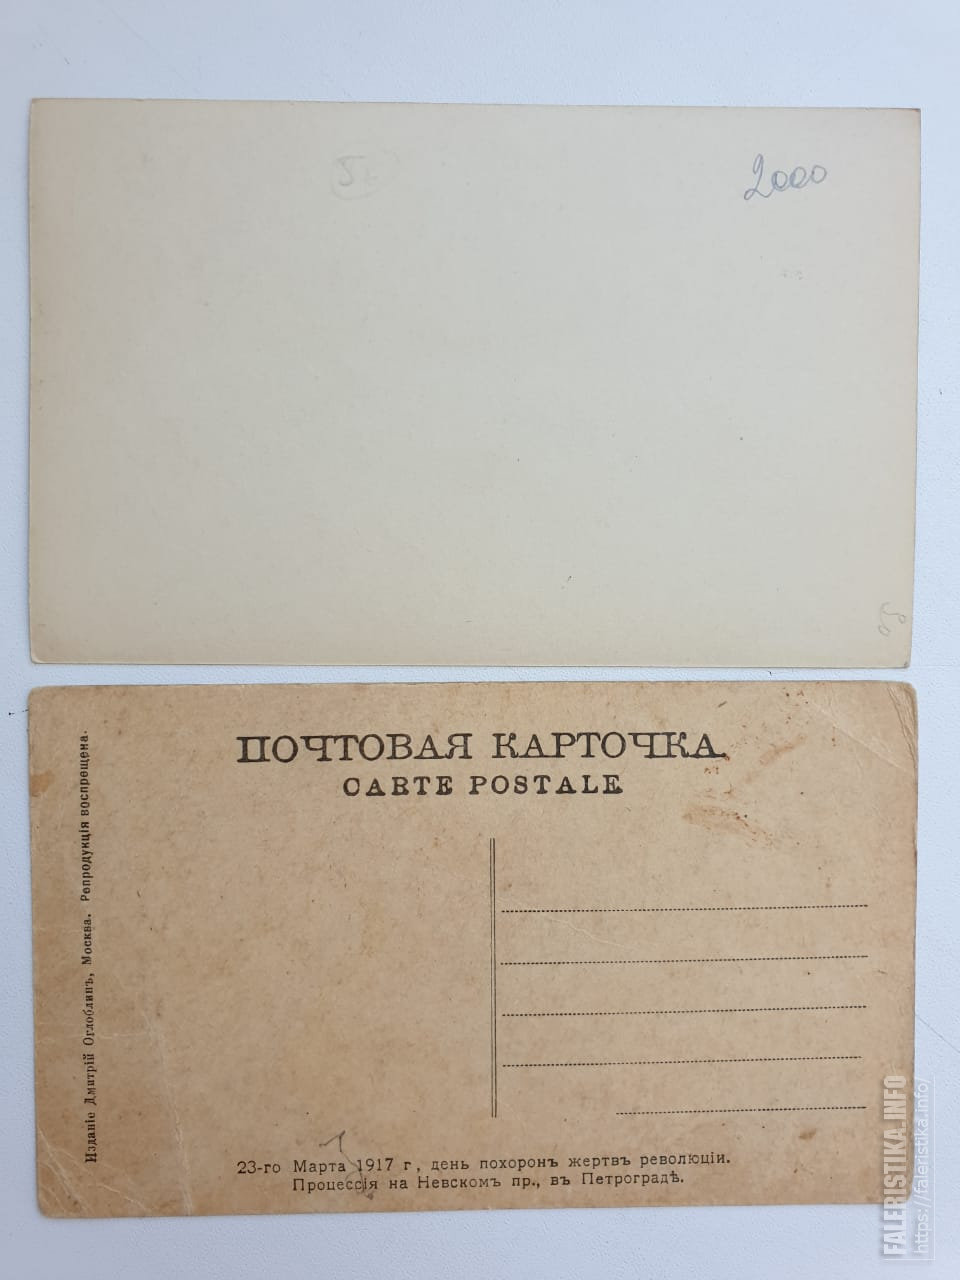 2000
ПОЧТОВАЯ КАРТОЧКА
CARTE POSTALE
Изданіе Дмитрій Оглоблинъ, Москва. Репродукція воспрещена.
23-го Марта 1917 г, день похоронъ жертвъ революціи.
Процессія на Невскомъ пр., въ Петроградѣ.
FALERISTIKA.INFO
https://faleristika.info/